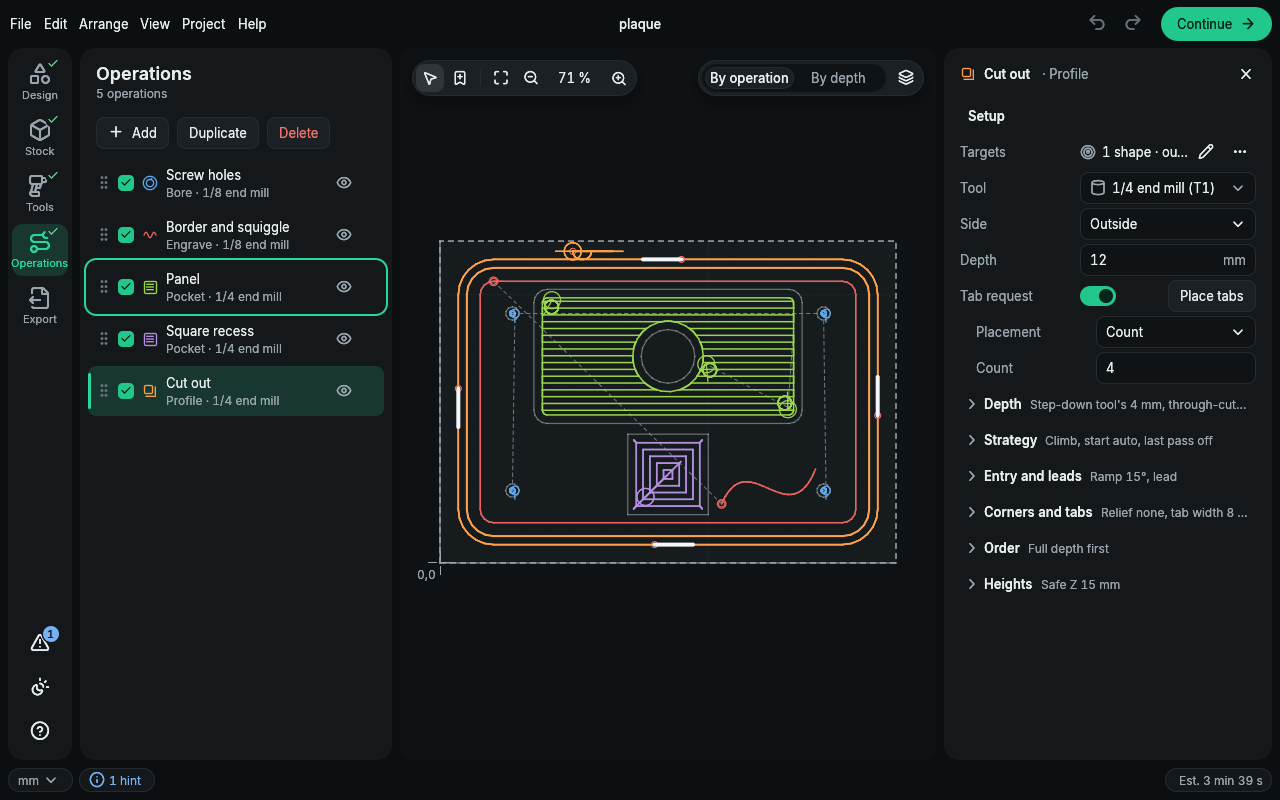 File Edit Arrange View Project Help
plaque
Continue
Design
Stock
Tools
Operations
Export
1
Operations
5 operations
Add
Duplicate
Delete
Screw holes
Bore · 1/8 end mill
Border and squiggle
Engrave · 1/8 end mill
Panel
Pocket · 1/4 end mill
Square recess
Pocket · 1/4 end mill
Cut out
Profile · 1/4 end mill
71 %
By operation
By depth
0,0
Cut out · Profile
Setup
Targets 1 shape · ou...
Tool 1/4 end mill (T1)
Side Outside
Depth 12 mm
Tab request Place tabs
Placement Count
Count 4
Depth Step-down tool's 4 mm, through-cut...
Strategy Climb, start auto, last pass off
Entry and leads Ramp 15°, lead
Corners and tabs Relief none, tab width 8 ...
Order Full depth first
Heights Safe Z 15 mm
mm
1 hint
Est. 3 min 39 s